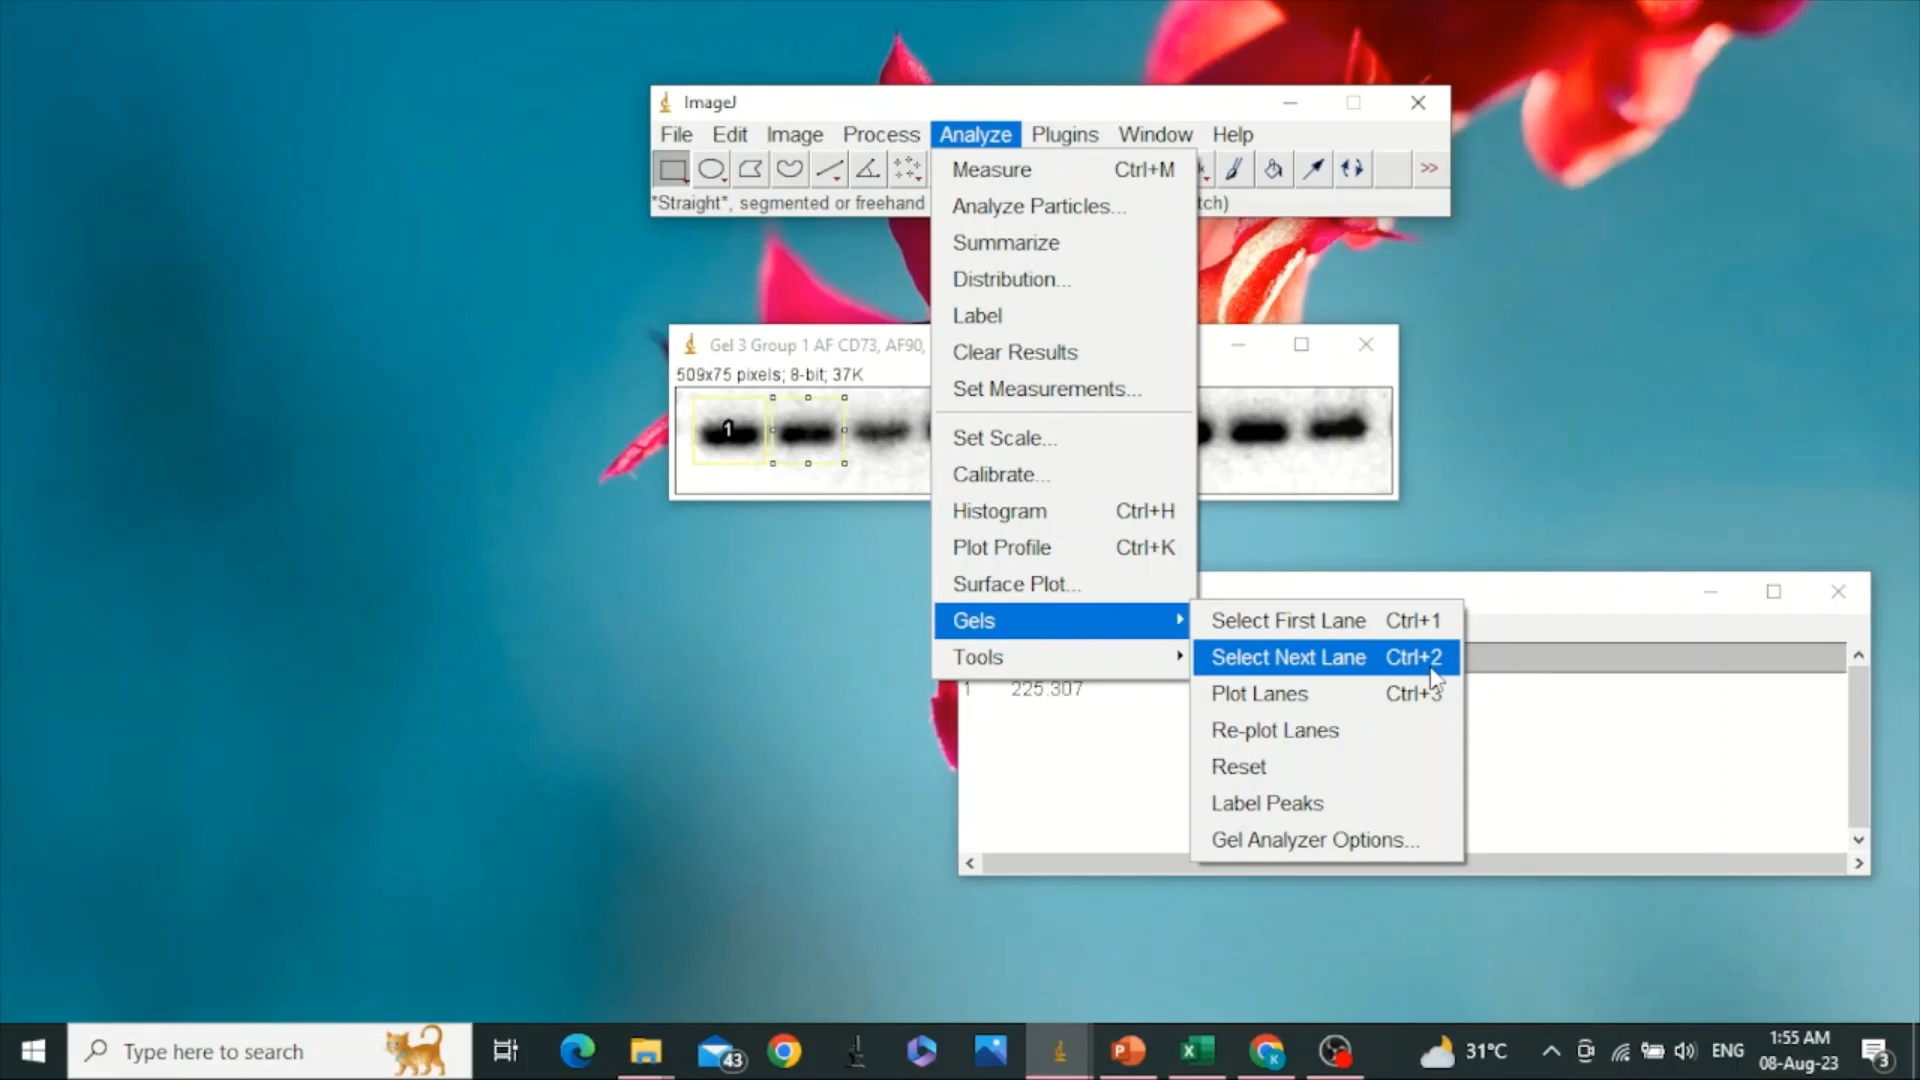 ImageJ
File Edit Image Process Analyze Plugins Window Help
>>
*Straight*, segmented or freehand tch)
Measure Ctrl+M
Analyze Particles...
Summarize
Distribution...
Label
Clear Results
Set Measurements...
Set Scale...
Calibrate...
Histogram Ctrl+H
Plot Profile Ctrl+K
Surface Plot...
Gels
Tools
Gel 3 Group 1 AF CD73, AF90,
509x75 pixels; 8-bit; 37K
1
Select First Lane Ctrl+1
Select Next Lane Ctrl+2
Plot Lanes Ctrl+3
Re-plot Lanes
Reset
Label Peaks
Gel Analyzer Options...
1 225.307
Type here to search
43
31°C
ENG
1:55 AM
08-Aug-23
3